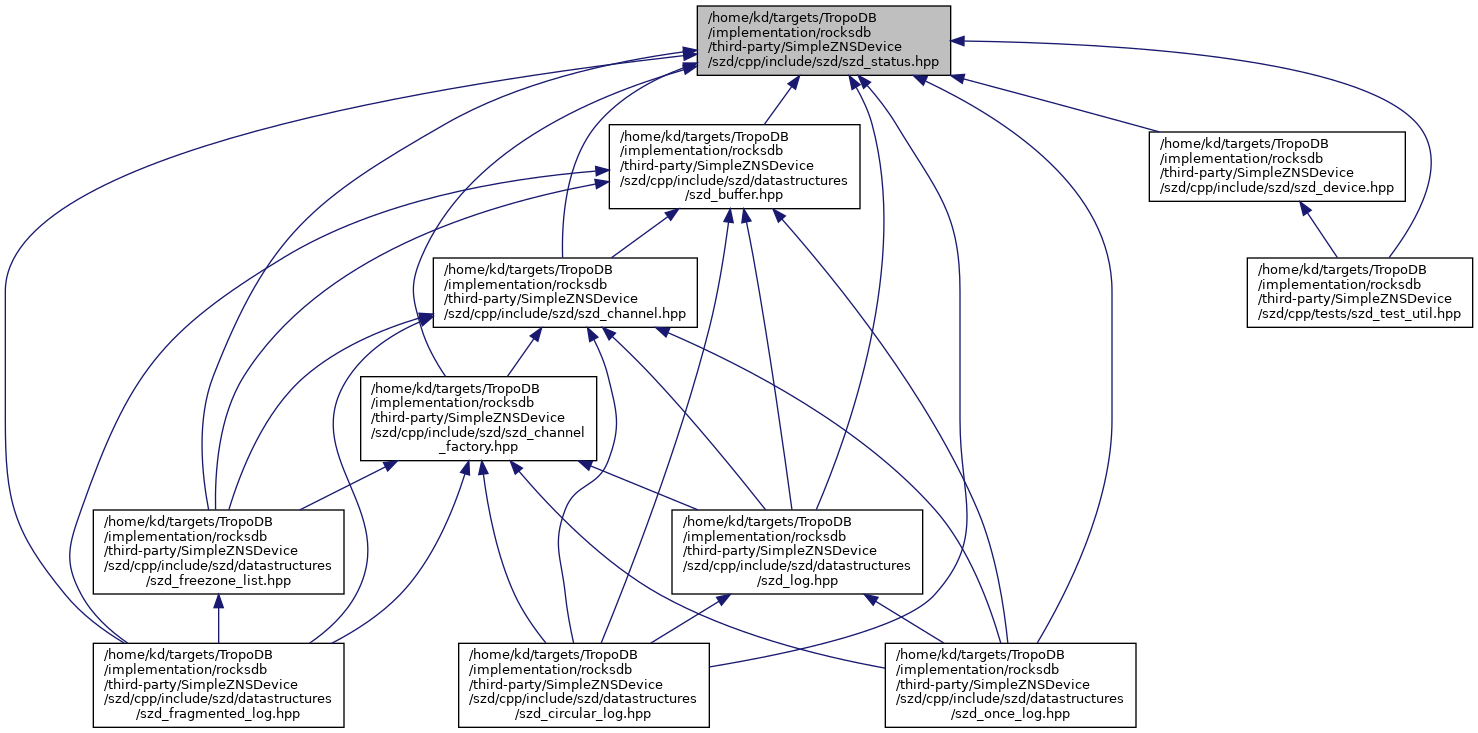 /home/kd/targets/TropoDB
/implementation/rocksdb
/third-party/SimpleZNSDevice
/szd/cpp/include/szd/szd_status.hpp
/home/kd/targets/TropoDB
/implementation/rocksdb
/third-party/SimpleZNSDevice
/szd/cpp/include/szd/datastructures
/szd_buffer.hpp
/home/kd/targets/TropoDB
/implementation/rocksdb
/third-party/SimpleZNSDevice
/szd/cpp/include/szd/szd_device.hpp
/home/kd/targets/TropoDB
/implementation/rocksdb
/third-party/SimpleZNSDevice
/szd/cpp/include/szd/szd_channel.hpp
/home/kd/targets/TropoDB
/implementation/rocksdb
/third-party/SimpleZNSDevice
/szd/cpp/tests/szd_test_util.hpp
/home/kd/targets/TropoDB
/implementation/rocksdb
/third-party/SimpleZNSDevice
/szd/cpp/include/szd/szd_channel
_factory.hpp
/home/kd/targets/TropoDB
/implementation/rocksdb
/third-party/SimpleZNSDevice
/szd/cpp/include/szd/datastructures
/szd_freezone_list.hpp
/home/kd/targets/TropoDB
/implementation/rocksdb
/third-party/SimpleZNSDevice
/szd/cpp/include/szd/datastructures
/szd_log.hpp
/home/kd/targets/TropoDB
/implementation/rocksdb
/third-party/SimpleZNSDevice
/szd/cpp/include/szd/datastructures
/szd_fragmented_log.hpp
/home/kd/targets/TropoDB
/implementation/rocksdb
/third-party/SimpleZNSDevice
/szd/cpp/include/szd/datastructures
/szd_circular_log.hpp
/home/kd/targets/TropoDB
/implementation/rocksdb
/third-party/SimpleZNSDevice
/szd/cpp/include/szd/datastructures
/szd_once_log.hpp